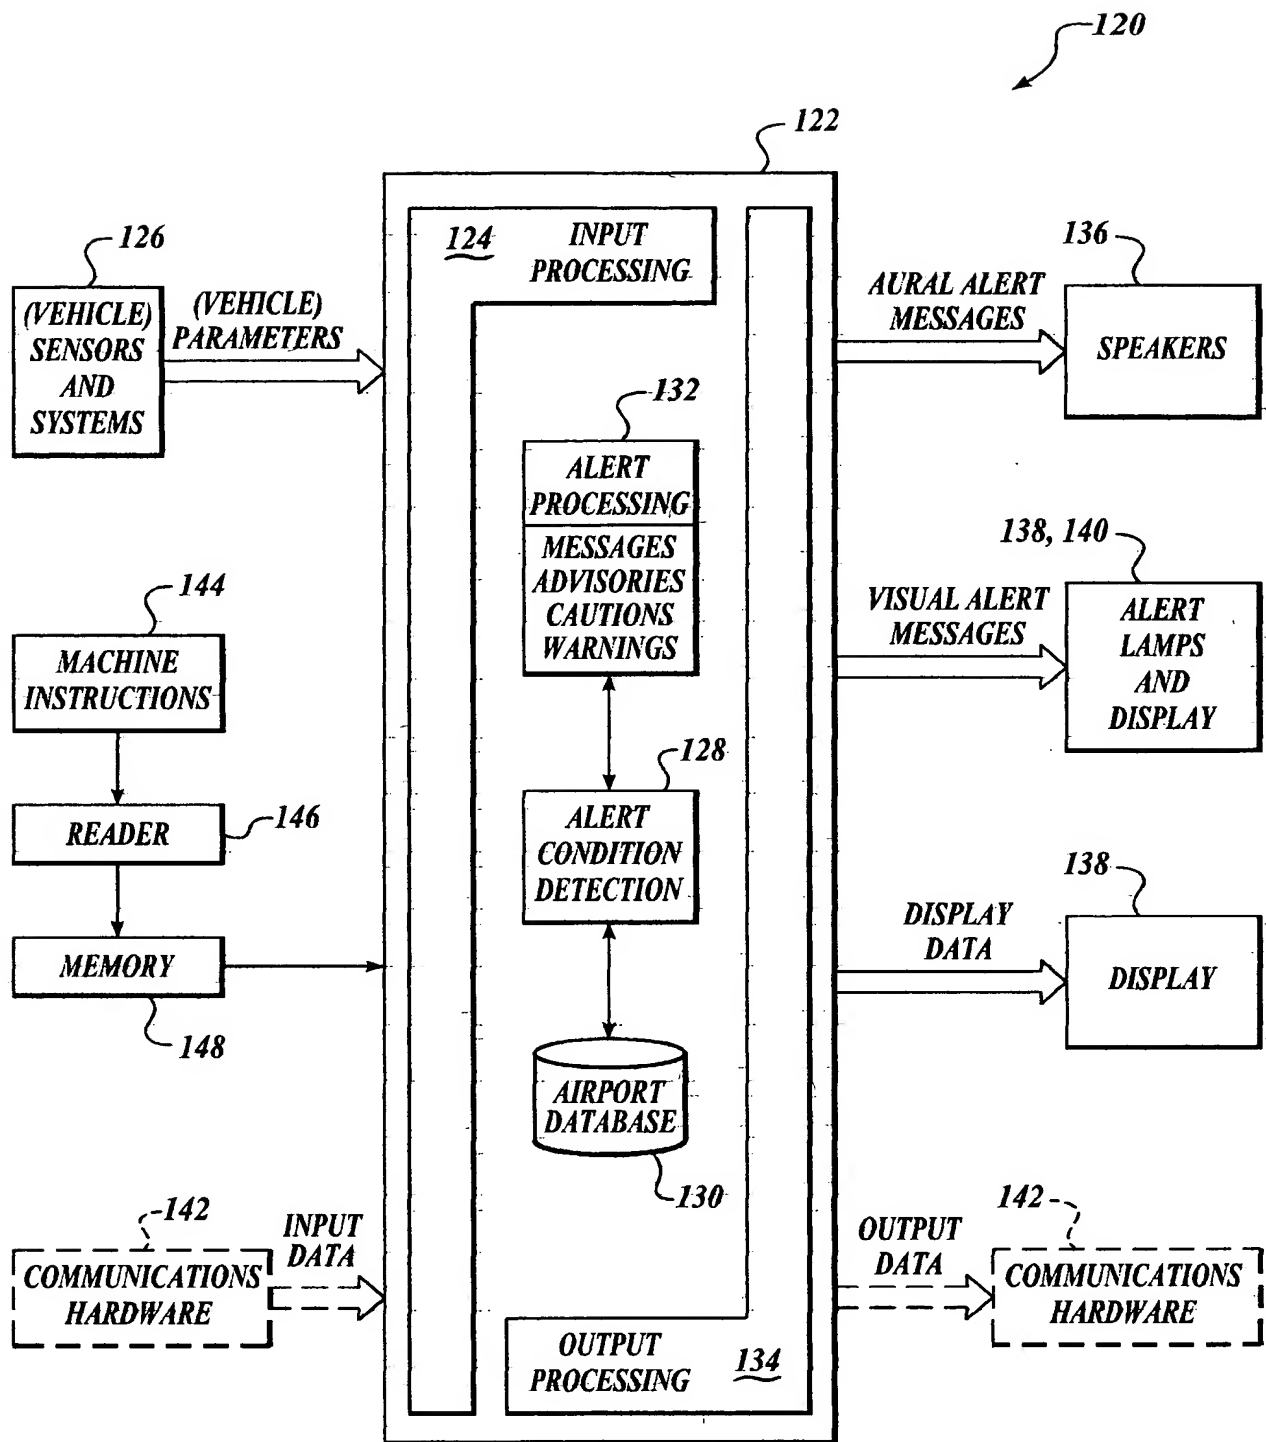 120
122
124
INPUT
PROCESSING
126
(VEHICLE)
SENSORS
AND
SYSTEMS
(VEHICLE)
PARAMETERS
136
AURAL ALERT
MESSAGES
SPEAKERS
132
ALERT
PROCESSING
MESSAGES
ADVISORIES
CAUTIONS
WARNINGS
138, 140
VISUAL ALERT
MESSAGES
ALERT
LAMPS
AND
DISPLAY
144
MACHINE
INSTRUCTIONS
READER
146
MEMORY
148
128
ALERT
CONDITION
DETECTION
138
DISPLAY
DATA
DISPLAY
AIRPORT
DATABASE
130
142
COMMUNICATIONS
HARDWARE
INPUT
DATA
OUTPUT
DATA
142
COMMUNICATIONS
HARDWARE
OUTPUT
PROCESSING
134